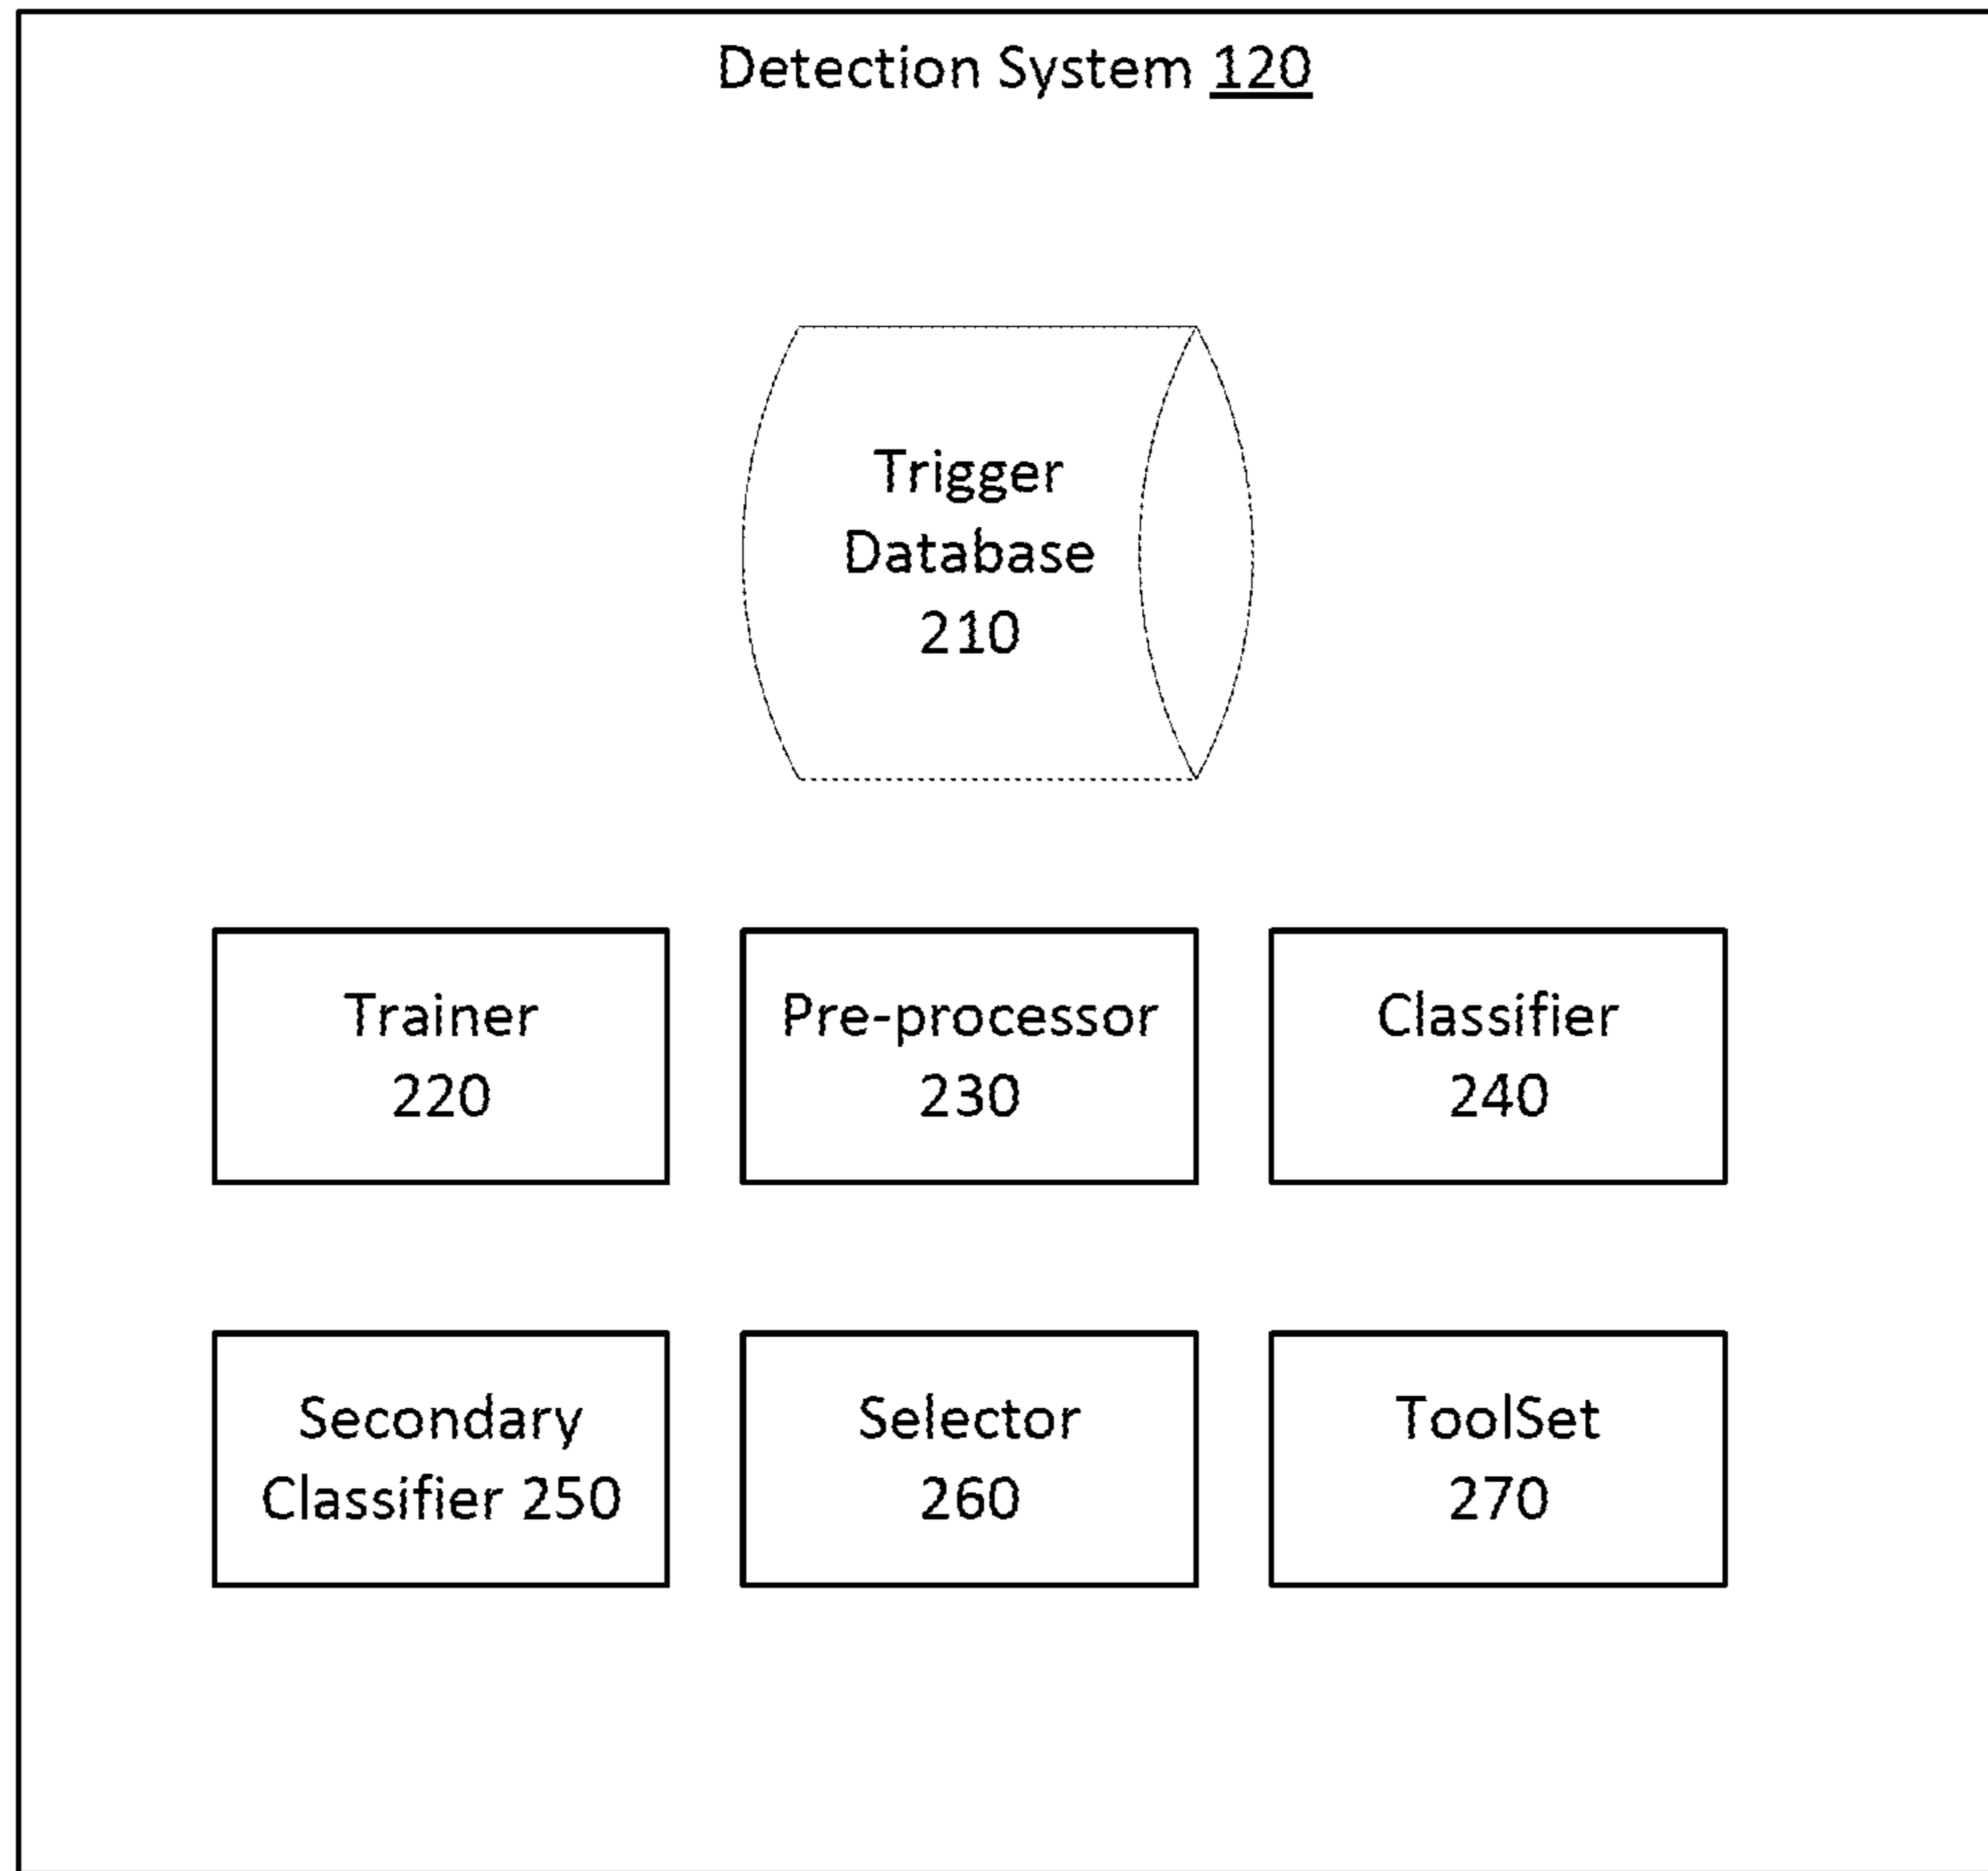 Detection System 120
Trigger
Database
210
Trainer
220
Pre-processor
230
Classifier
240
Secondary
Classifier 250
Selector
260
ToolSet
270